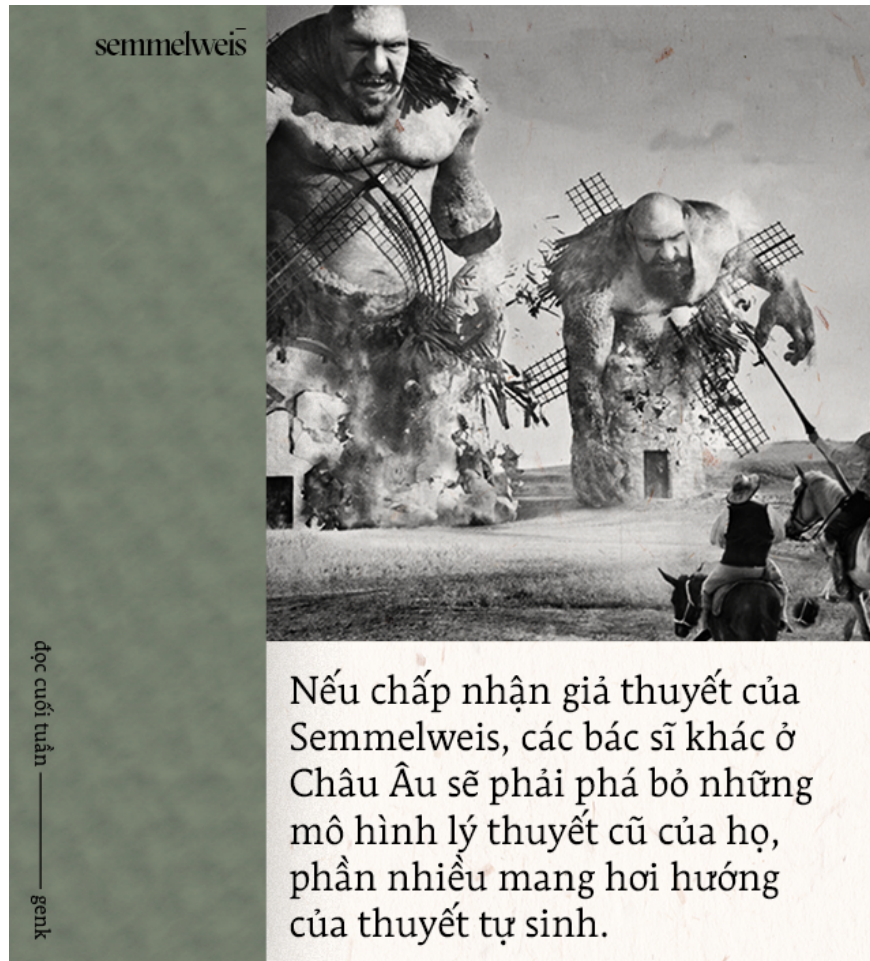 semmelweis
Nếu chấp nhận giả thuyết của
Semmelweis, các bác sĩ khác ở
Châu Âu sẽ phải phá bỏ những
mô hình lý thuyết cũ của họ,
phần nhiều mang hơi hướng
của thuyết tự sinh.
đọc cuối tuần — genk